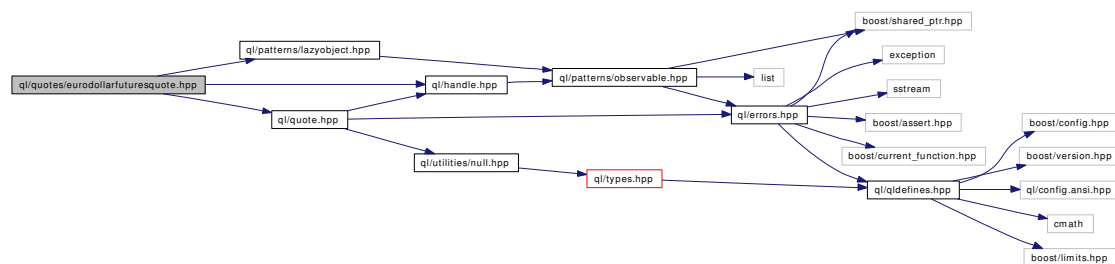 boost/shared_ptr.hpp
ql/patterns/lazyobject.hpp
exception
ql/patterns/observable.hpp
list
ql/quotes/eurodollarfuturesquote.hpp
ql/handle.hpp
sstream
ql/errors.hpp
ql/quote.hpp
boost/assert.hpp
boost/config.hpp
boost/current_function.hpp
boost/version.hpp
ql/utilities/null.hpp
ql/types.hpp
ql/qldefines.hpp
ql/config.ansi.hpp
cmath
boost/limits.hpp